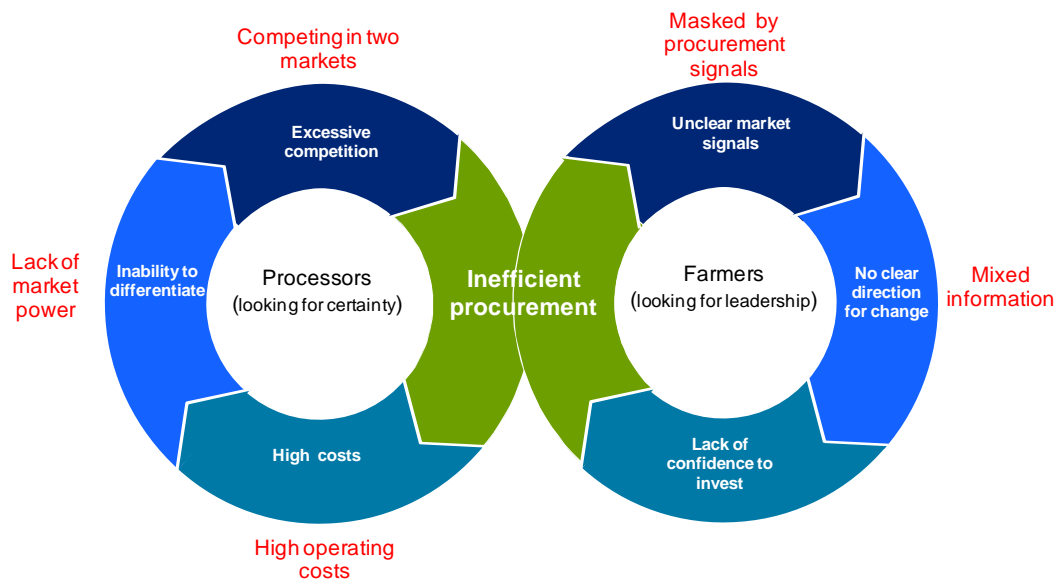 Competing in two
markets
Masked by
procurement
signals
Excessive
competition
Unclear market
signals
Lack of
market
power
Inability to
differentiate
Processors
(looking for certainty)
Inefficient
procurement
Farmers
(looking for leadership)
No clear
direction
for change
Mixed
information
High costs
Lack of
confidence to
invest
High operating
costs